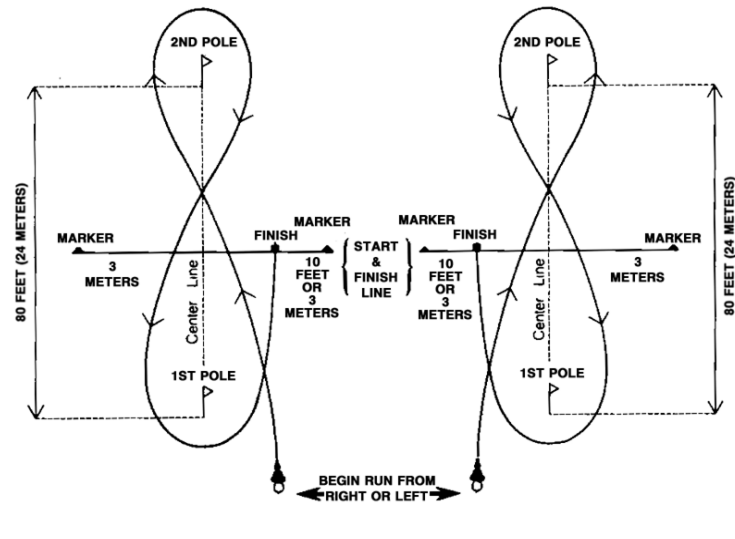 2ND POLE
80 FEET (24 METERS)
MARKER
3
METERS
FINISH
MARKER
10
FEET
OR
3
METERS
Center Line
1ST POLE
START
&
FINISH
LINE
2ND POLE
MARKER
FINISH
10
FEET
OR
3
METERS
MARKER
3
METERS
Center Line
1ST POLE
80 FEET (24 METERS)
BEGIN RUN FROM
RIGHT OR LEFT